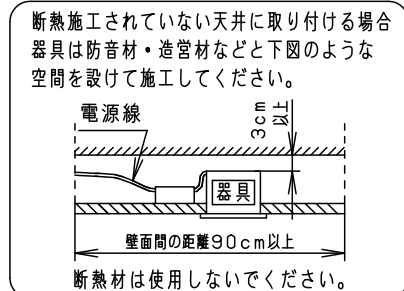 断熱施工されていない天井に取り付ける場合
器具は防音材・造営材などと下図のような
空間を設けて施工してください。
電源線
3cm
以上
器具
壁面間の距離90cm以上
断熱材は使用しないでください。